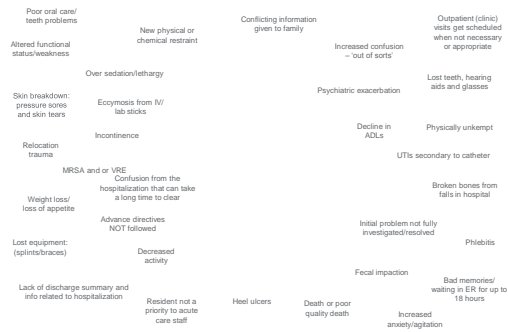 Poor oral care/
teeth problems
Conflicting information
given to family
Outpatient (clinic)
visits get scheduled
when not necessary
or appropriate
New physical or
chemical restraint
Altered functional
status/weakness
Increased confusion
– ‘out of sorts’
Over sedation/lethargy
Lost teeth, hearing
aids and glasses
Psychiatric exacerbation
Skin breakdown:
pressure sores
and skin tears
Eccymosis from IV/
lab sticks
Incontinence
Decline in
ADLs
Physically unkempt
Relocation
trauma
UTIs secondary to catheter
MRSA and or VRE
Confusion from the
hospitalization that can take
a long time to clear
Broken bones from
falls in hospital
Weight loss/
loss of appetite
Advance directives
NOT followed
Initial problem not fully
investigated/resolved
Lost equipment:
(splints/braces)
Phlebitis
Decreased
activity
Fecal impaction
Bad memories/
waiting in ER for up to
18 hours
Lack of discharge summary and
info related to hospitalization
Resident not a
priority to acute
care staff
Heel ulcers
Death or poor
quality death
Increased
anxiety/agitation